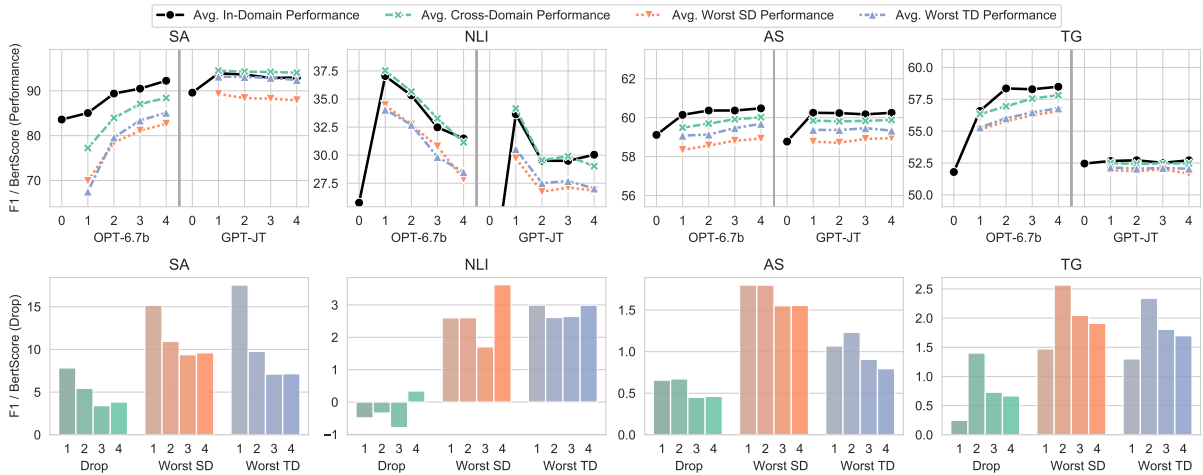 Avg. In-Domain Performance Avg. Cross-Domain Performance Avg. Worst SD Performance Avg. Worst TD Performance
SA NLI AS TG
F1 / BertScore (Performance)
90
80
70
0 1 2 3 4 0 1 2 3 4
OPT-6.7b GPT-JT
37.5
35.0
32.5
30.0
27.5
0 1 2 3 4 0 1 2 3 4
OPT-6.7b GPT-JT
62
60
58
56
0 1 2 3 4 0 1 2 3 4
OPT-6.7b GPT-JT
60.0
57.5
55.0
52.5
50.0
0 1 2 3 4 0 1 2 3 4
OPT-6.7b GPT-JT
SA NLI AS TG
F1 / BertScore (Drop)
15
10
5
0
1 2 3 4 1 2 3 4 1 2 3 4
Drop Worst SD Worst TD
3
2
1
0
−1
1 2 3 4 1 2 3 4 1 2 3 4
Drop Worst SD Worst TD
1.5
1.0
0.5
0.0
1 2 3 4 1 2 3 4 1 2 3 4
Drop Worst SD Worst TD
2.5
2.0
1.5
1.0
0.5
0.0
1 2 3 4 1 2 3 4 1 2 3 4
Drop Worst SD Worst TD